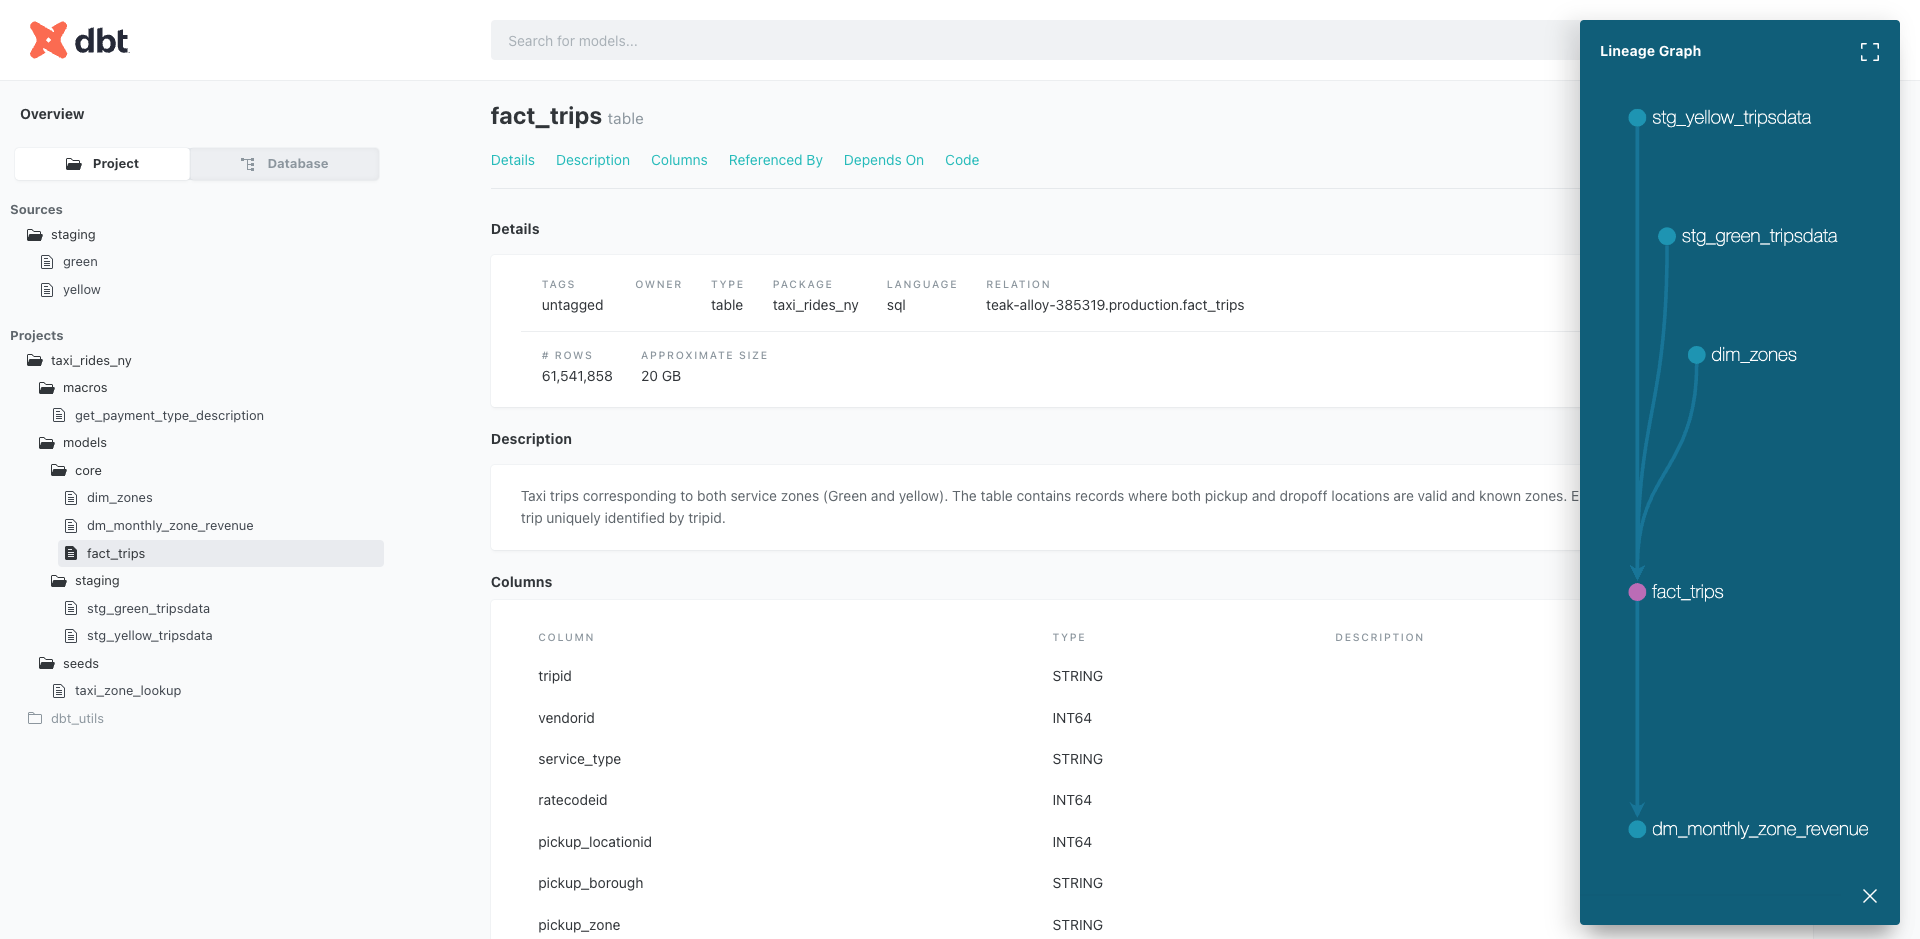 dbt
Search for models...
Overview
Project
Database
Sources
staging
green
yellow
Projects
taxi_rides_ny
macros
get_payment_type_description
models
core
dim_zones
dm_monthly_zone_revenue
fact_trips
staging
stg_green_tripsdata
stg_yellow_tripsdata
seeds
taxi_zone_lookup
dbt_utils
fact_trips table
Details Description Columns Referenced By Depends On Code
Details
TAGS OWNER TYPE PACKAGE LANGUAGE RELATION
untagged table taxi_rides_ny sql teak-alloy-385319.production.fact_trips
# ROWS APPROXIMATE SIZE
61,541,858 20 GB
Description
Taxi trips corresponding to both service zones (Green and yellow). The table contains records where both pickup and dropoff locations are valid and known zones.
trip uniquely identified by tripid.
Columns
COLUMN TYPE DESCRIPTION
tripid STRING
vendorid INT64
service_type STRING
ratecodeid INT64
pickup_locationid INT64
pickup_borough STRING
pickup_zone STRING
Lineage Graph
stg_yellow_tripsdata
stg_green_tripsdata
dim_zones
fact_trips
dm_monthly_zone_revenue